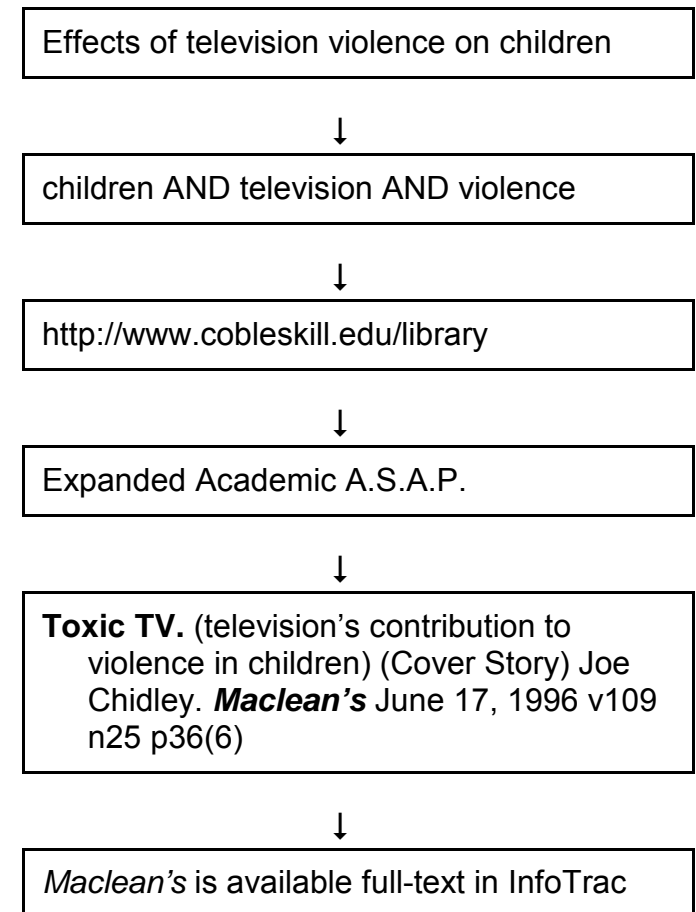 Effects of television violence on children
↓
children AND television AND violence
↓
http://www.cobleskill.edu/library
↓
Expanded Academic A.S.A.P.
↓
Toxic TV. (television’s contribution to
violence in children) (Cover Story) Joe
Chidley. Maclean’s June 17, 1996 v109
n25 p36(6)
↓
Maclean’s is available full-text in InfoTrac